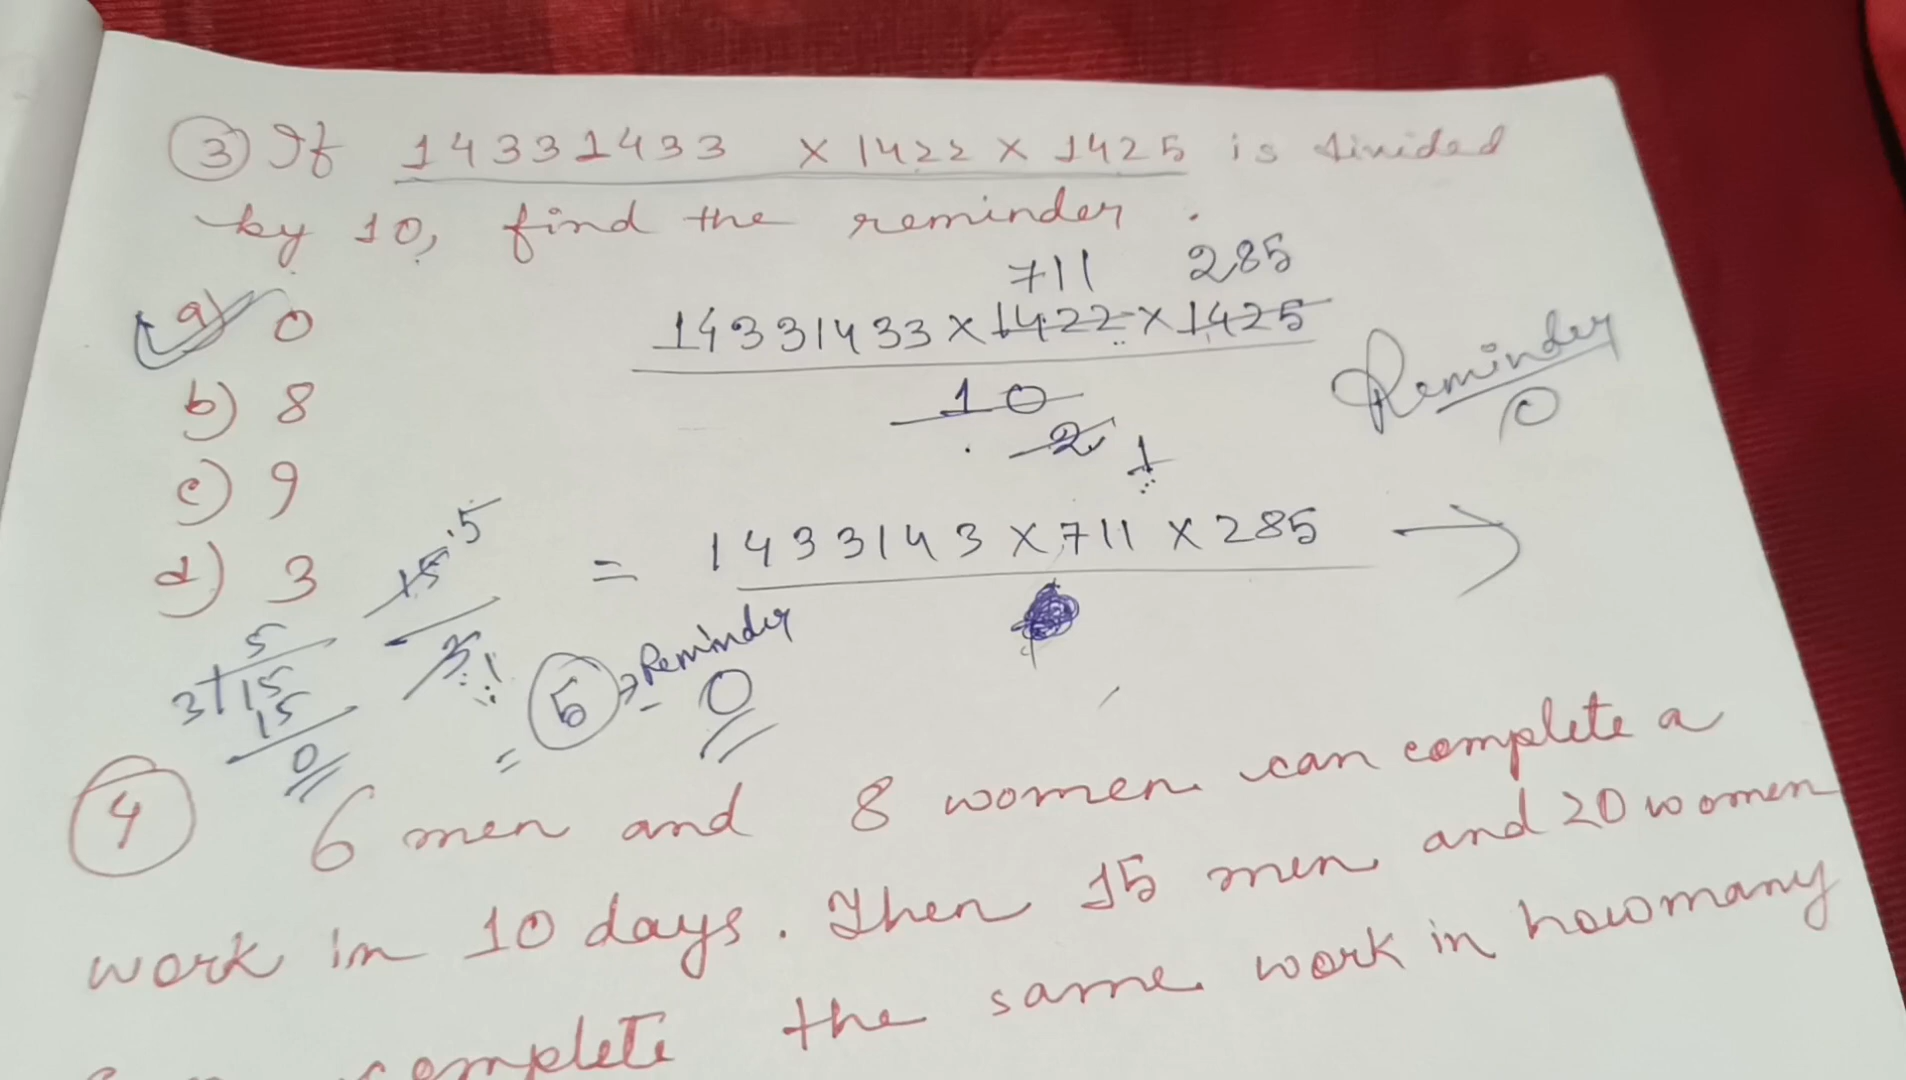 ③ If 14331433 × 1422 × 1425 is divided
by 10, find the reminder.
711 285
a) 0
14331433 × 1422 × 1425
10
2
1
Reminder
0
b) 8
c) 9
d) 3
= 1433143 × 711 × 285 →
15 5
3
5
3 15
15
0
= 5 → Reminder
= 0
④ 6 men and 8 women can complete a
work in 10 days. Then 15 men and 20 women
complete the same work in how many